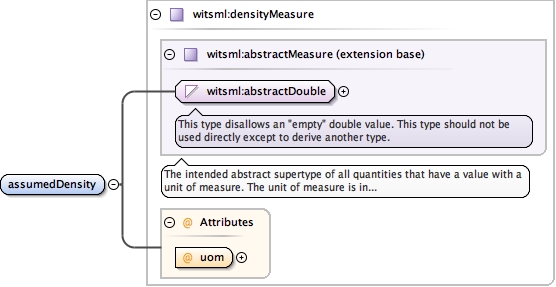 witsml:densityMeasure
witsml:abstractMeasure (extension base)
witsml:abstractDouble
This type disallows an "empty" double value. This type should not be
used directly except to derive another type.
The intended abstract supertype of all quantities that have a value with a
unit of measure. The unit of measure is in...
assumedDensity
@ Attributes
@ uom